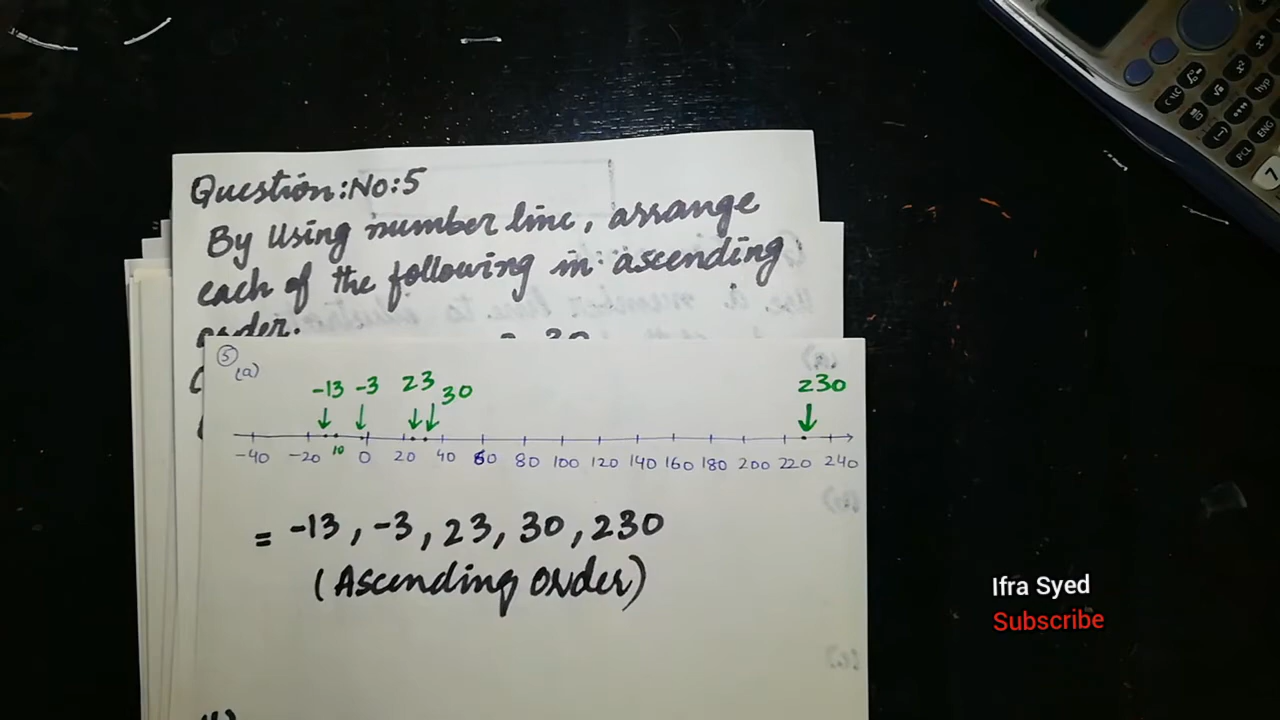 Question:No:5
By Using number line, arrange
each of the following in ascending
order.
5
(a)
-13 -3 23 30 230
-40 -20 10 0 20 40 60 80 100 120 140 160 180 200 220 240
= -13, -3, 23, 30, 230
(Ascending Order)
Ifra Syed
Subscribe